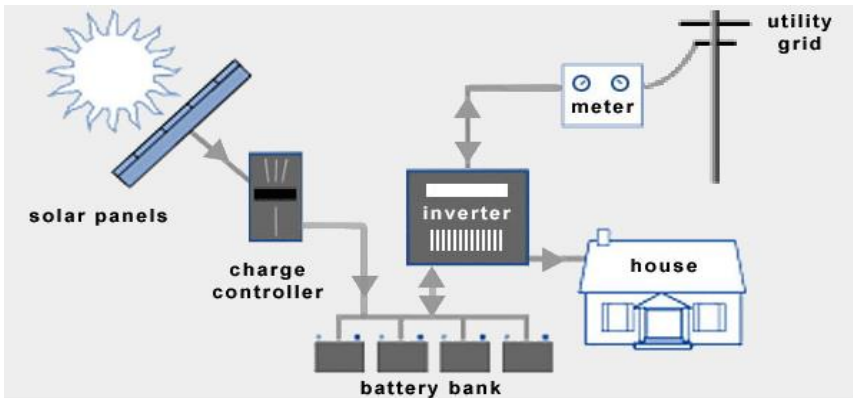 utility
grid
meter
solar panels
inverter
charge
controller
house
battery bank